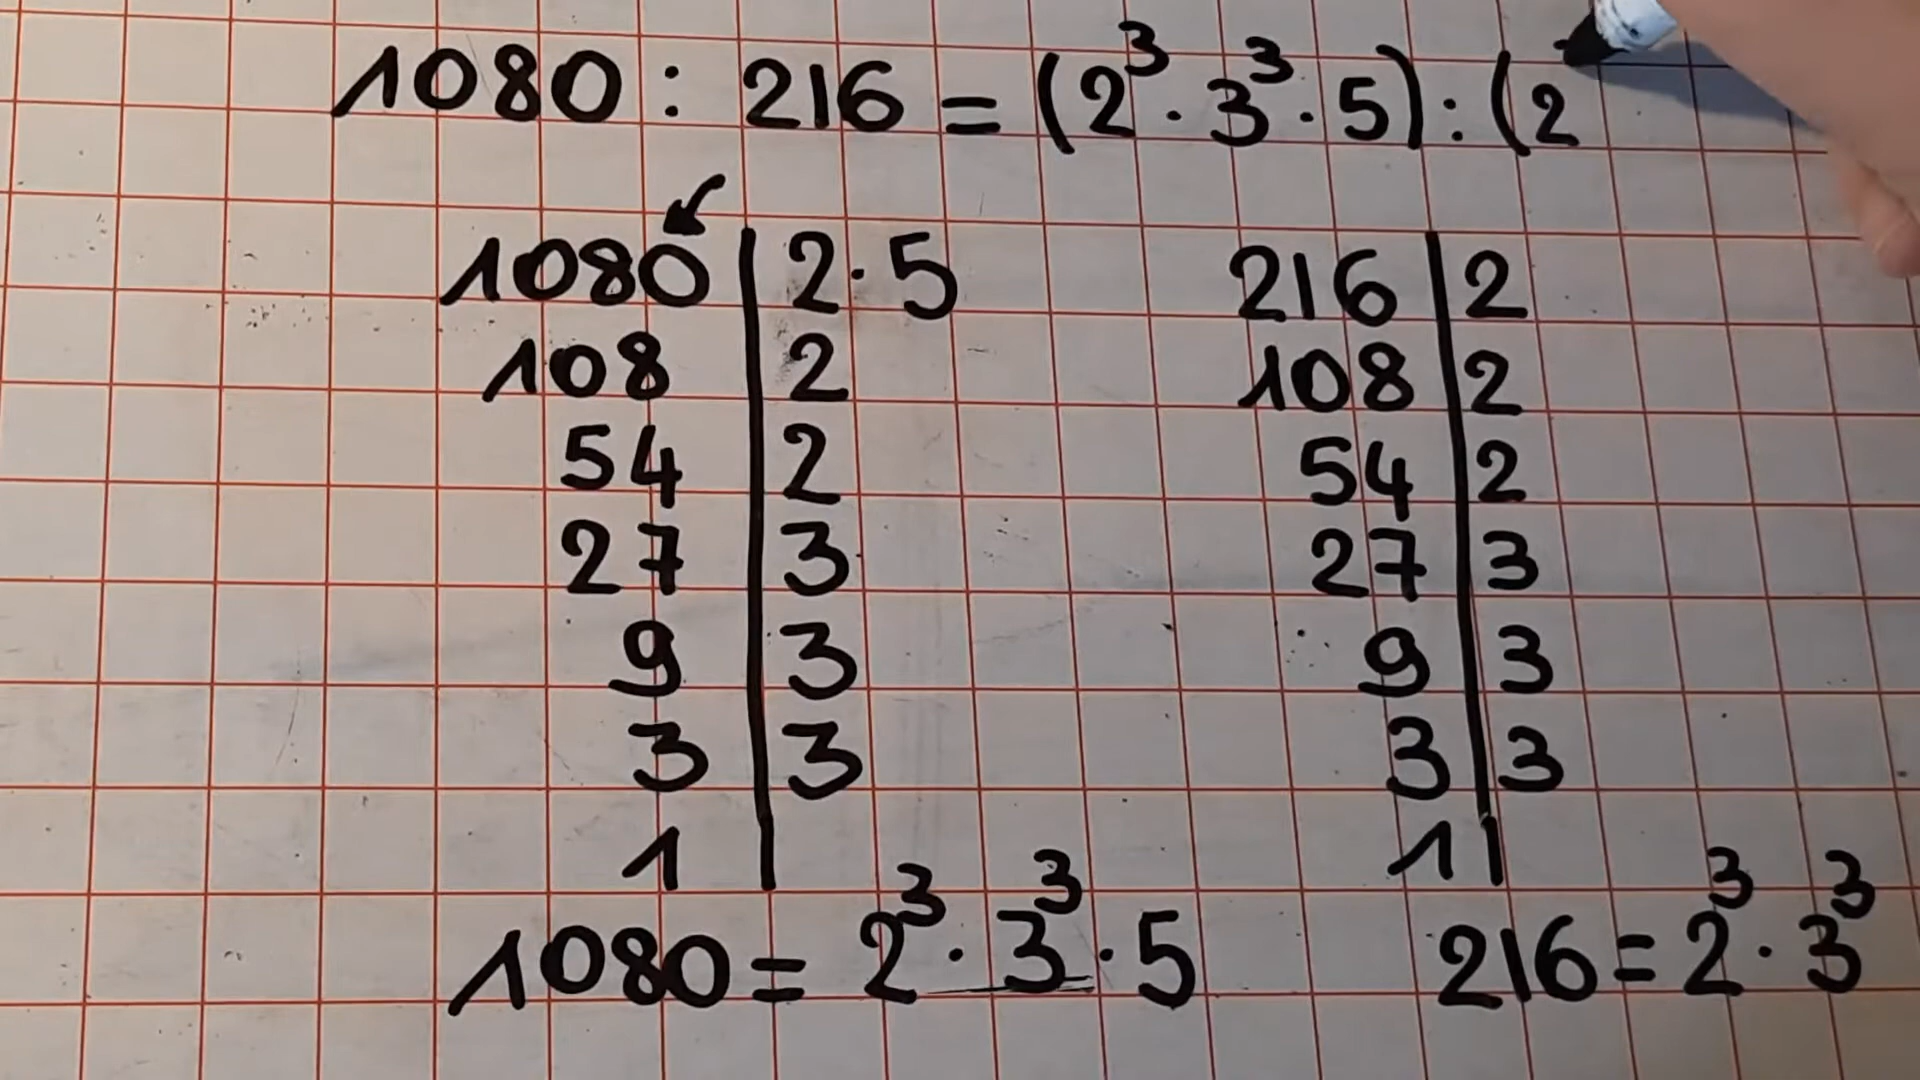 1080 : 216 = (2³ · 3³ · 5) : (2
1080 | 2 · 5
108 | 2
54 | 2
27 | 3
9 | 3
3 | 3
1 |
1080 = 2³ · 3³ · 5
216 | 2
108 | 2
54 | 2
27 | 3
9 | 3
3 | 3
1 |
216 = 2³ · 3³